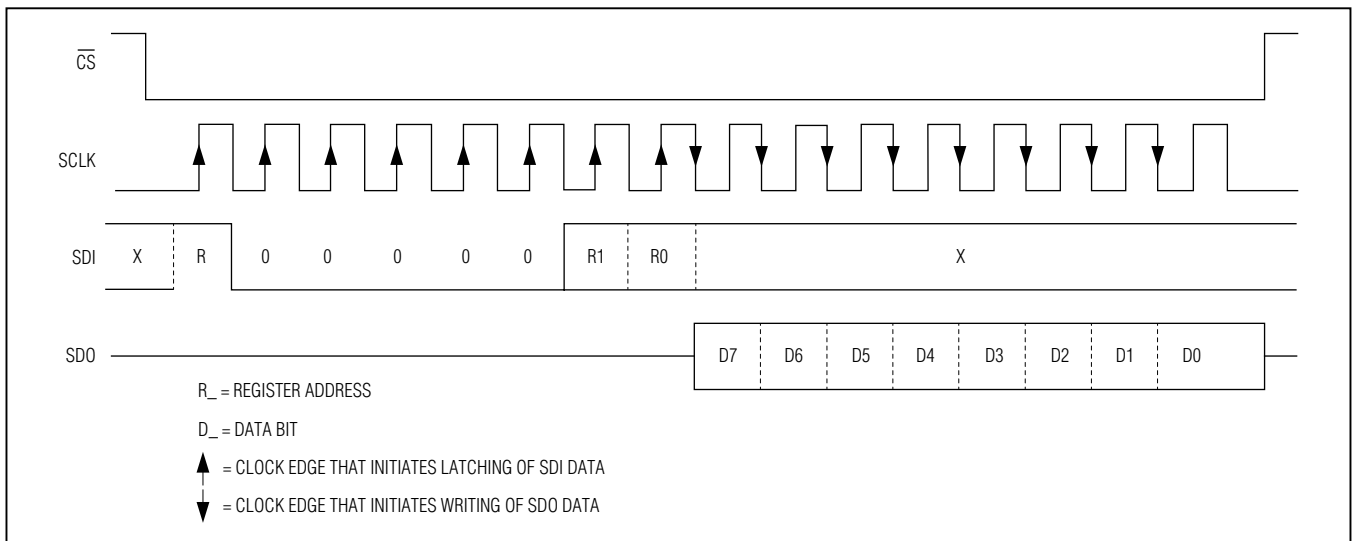 CS
SCLK
SDI X R 0 0 0 0 0 R1 R0 X
SDO D7 D6 D5 D4 D3 D2 D1 D0
R_ = REGISTER ADDRESS
D_ = DATA BIT
= CLOCK EDGE THAT INITIATES LATCHING OF SDI DATA
= CLOCK EDGE THAT INITIATES WRITING OF SDO DATA